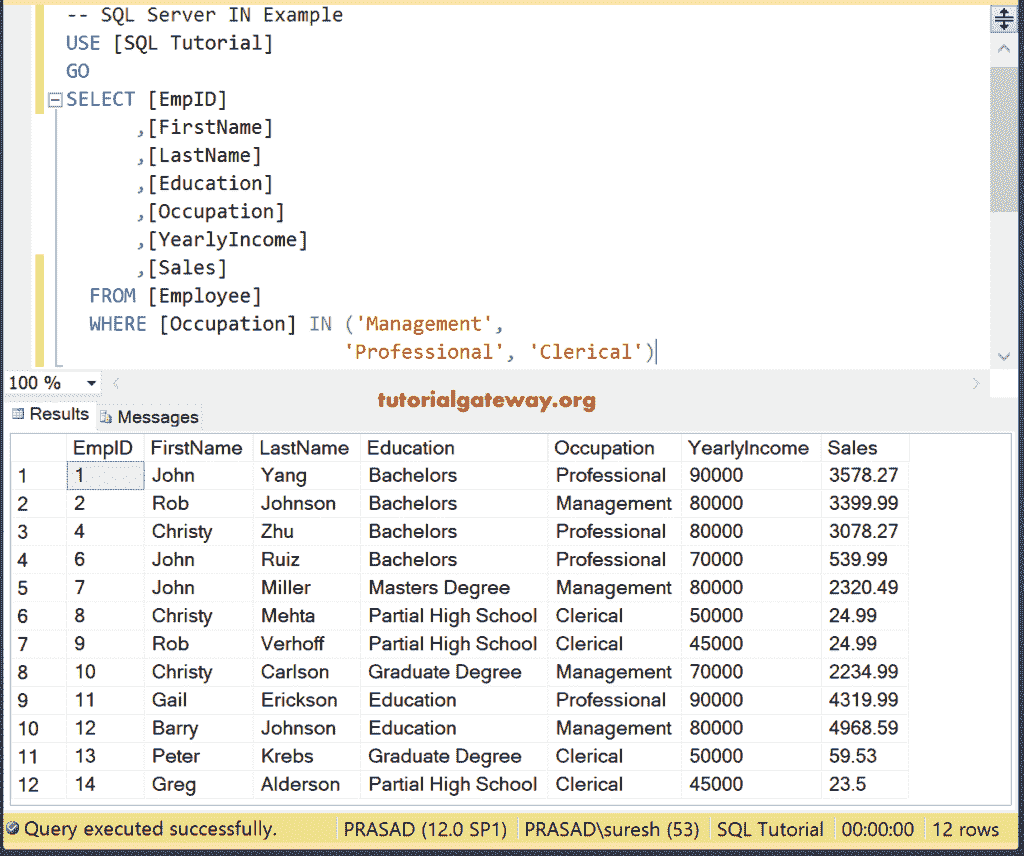 -- SQL Server IN Example
USE [SQL Tutorial]
GO
SELECT [EmpID]
,[FirstName]
,[LastName]
,[Education]
,[Occupation]
,[YearlyIncome]
,[Sales]
FROM [Employee]
WHERE [Occupation] IN ('Management',
'Professional', 'Clerical')
100 %
tutorialgateway.org
Results Messages
EmpID FirstName LastName Education Occupation YearlyIncome Sales
1 1 John Yang Bachelors Professional 90000 3578.27
2 2 Rob Johnson Bachelors Management 80000 3399.99
3 4 Christy Zhu Bachelors Professional 80000 3078.27
4 6 John Ruiz Bachelors Professional 70000 539.99
5 7 John Miller Masters Degree Management 80000 2320.49
6 8 Christy Mehta Partial High School Clerical 50000 24.99
7 9 Rob Verhoff Partial High School Clerical 45000 24.99
8 10 Christy Carlson Graduate Degree Management 70000 2234.99
9 11 Gail Erickson Education Professional 90000 4319.99
10 12 Barry Johnson Education Management 80000 4968.59
11 13 Peter Krebs Graduate Degree Clerical 50000 59.53
12 14 Greg Alderson Partial High School Clerical 45000 23.5
Query executed successfully. PRASAD (12.0 SP1) PRASAD\suresh (53) SQL Tutorial 00:00:00 12 rows